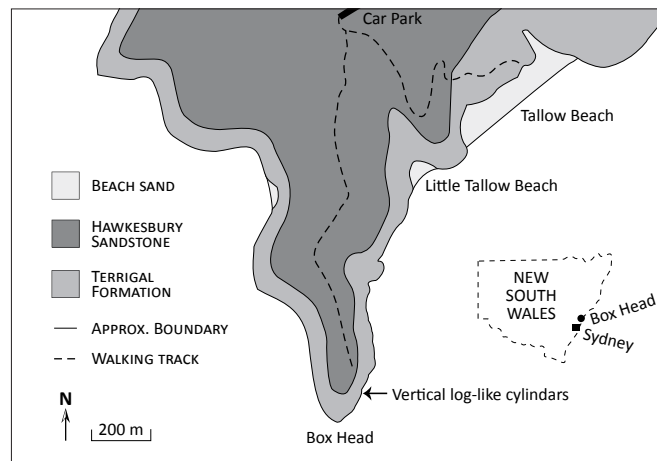 Car Park
Tallow Beach
Little Tallow Beach
BEACH SAND
HAWKESBURY
SANDSTONE
TERRIGAL
FORMATION
APPROX. BOUNDARY
WALKING TRACK
NEW
SOUTH
WALES
Box Head
Sydney
Vertical log-like cylindars
N
200 m
Box Head